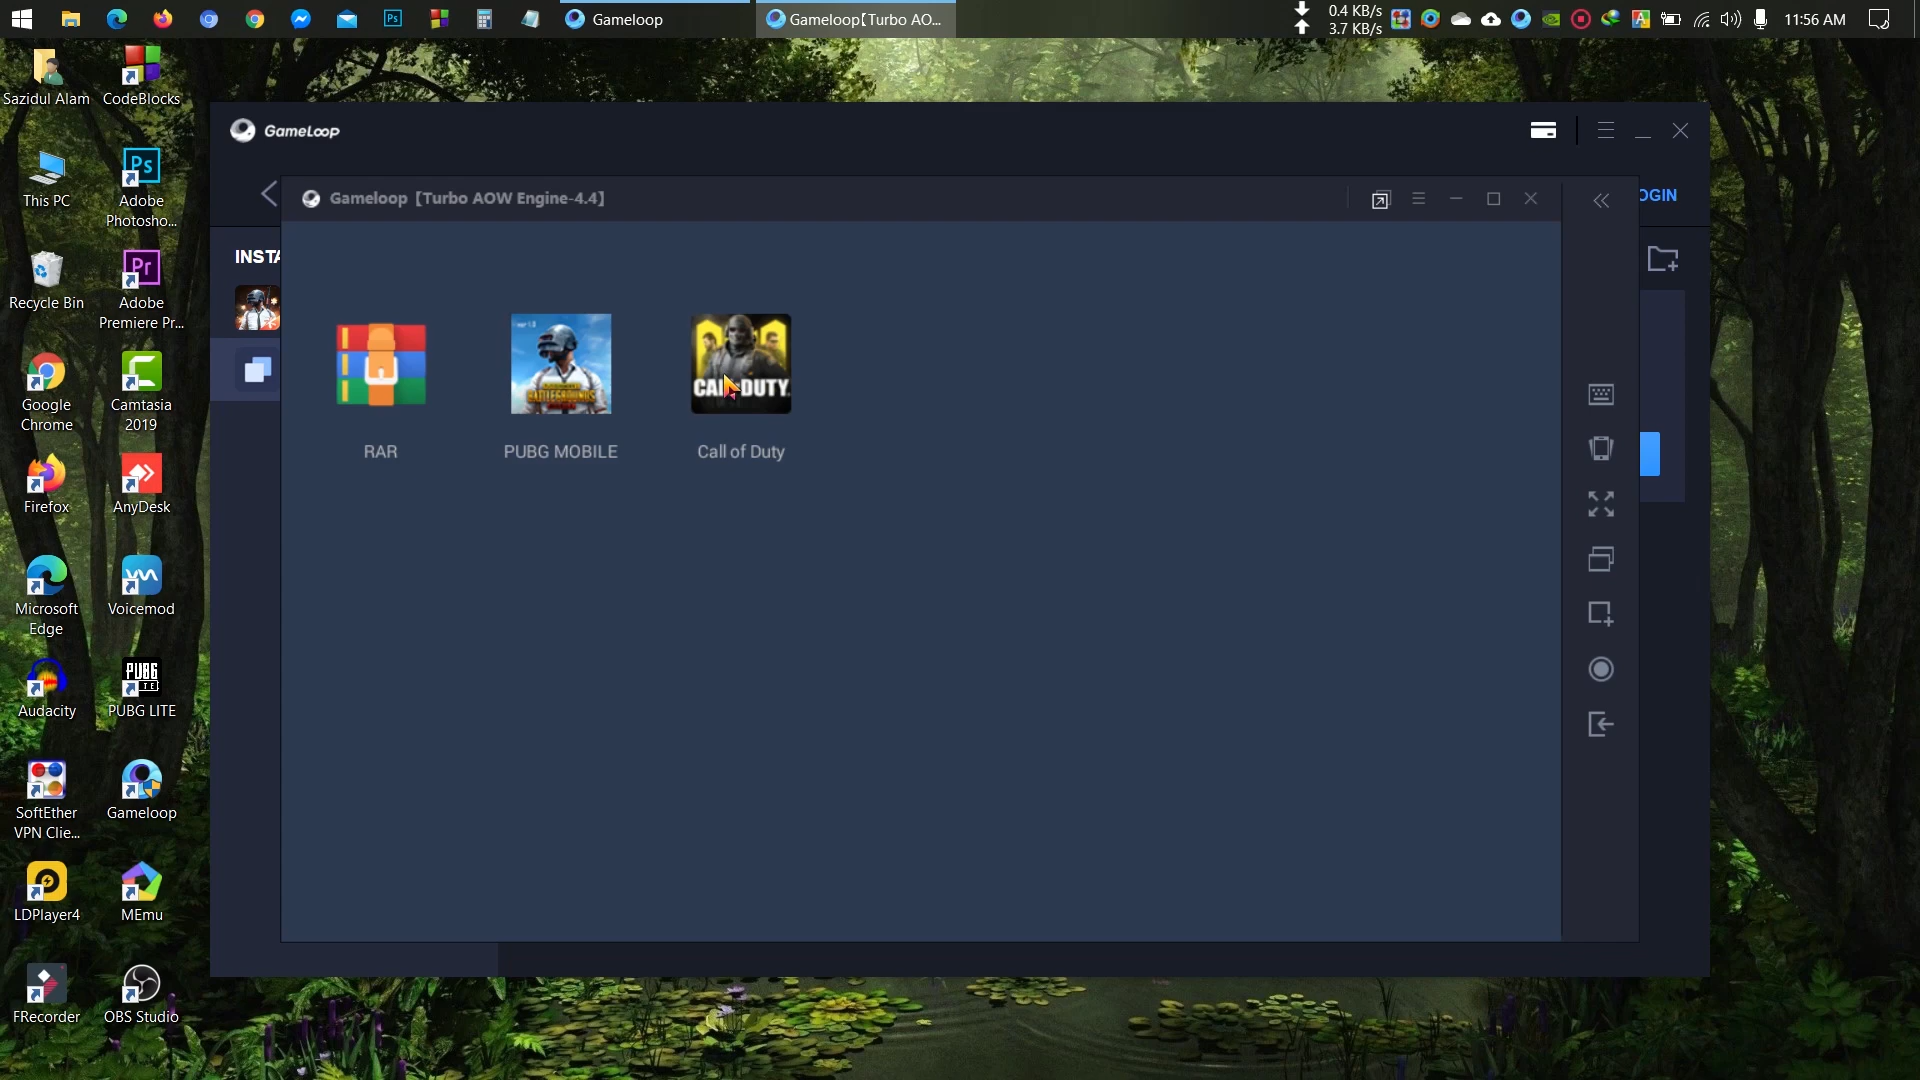 Gameloop
Gameloop【Turbo AO...
0.4 KB/s
3.7 KB/s
11:56 AM
Sazidul Alam
CodeBlocks
This PC
Adobe
Photosho...
Recycle Bin
Adobe
Premiere Pr...
Google
Chrome
Camtasia
2019
Firefox
AnyDesk
Microsoft
Edge
Voicemod
Audacity
PUBG LITE
SoftEther
VPN Clie...
Gameloop
LDPlayer4
MEmu
FRecorder
OBS Studio
GameLoop
Gameloop【Turbo AOW Engine-4.4】
OGIN
INSTA
RAR
PUBG MOBILE
Call of Duty